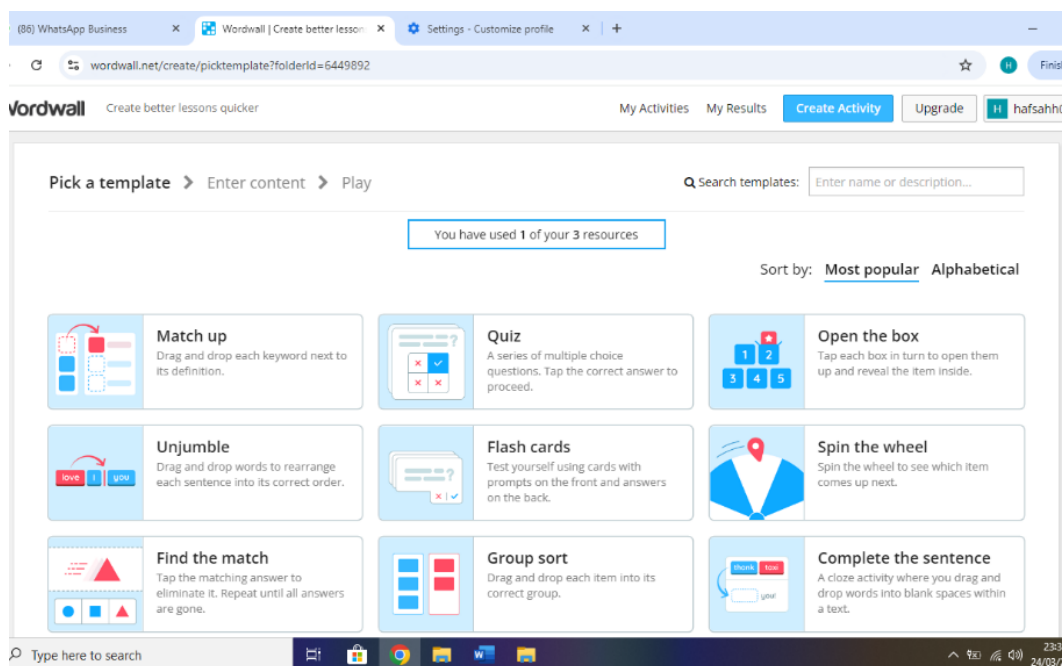 (86) WhatsApp Business
Wordwall | Create better lesson
Settings - Customize profile
wordwall.net/create/picktemplate?folderId=6449892
H
Finis
Wordwall
Create better lessons quicker
My Activities
My Results
Create Activity
Upgrade
H
hafsahh
Pick a template
Enter content
Play
Search templates:
Enter name or description...
You have used 1 of your 3 resources
Sort by:
Most popular
Alphabetical
Match up
Drag and drop each keyword next to
its definition.
Quiz
A series of multiple choice
questions. Tap the correct answer to
proceed.
?
Open the box
Tap each box in turn to open them
up and reveal the item inside.
1 2
3 4 5
Unjumble
Drag and drop words to rearrange
each sentence into its correct order.
love I you
Flash cards
Test yourself using cards with
prompts on the front and answers
on the back.
?
Spin the wheel
Spin the wheel to see which item
comes up next.
Find the match
Tap the matching answer to
eliminate it. Repeat until all answers
are gone.
Group sort
Drag and drop each item into its
correct group.
Complete the sentence
A cloze activity where you drag and
drop words into blank spaces within
a text.
thank taxi
you!
Type here to search
W